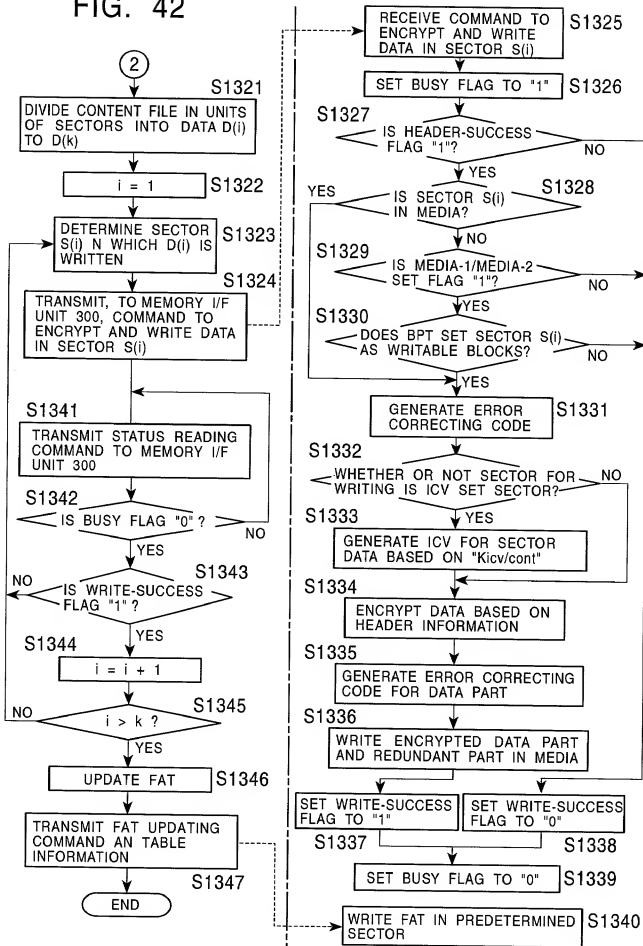 FIG. 42
2
S1321
DIVIDE CONTENT FILE IN UNITS
OF SECTORS INTO DATA D(i)
TO D(k)
i = 1
S1322
DETERMINE SECTOR
S(i) N WHICH D(i) IS
WRITTEN
S1323
S1324
TRANSMIT, TO MEMORY I/F
UNIT 300, COMMAND TO
ENCRYPT AND WRITE DATA
IN SECTOR S(i)
S1341
TRANSMIT STATUS READING
COMMAND TO MEMORY I/F
UNIT 300
S1342
IS BUSY FLAG "0" ?
NO
YES
S1343
NO
IS WRITE-SUCCESS
FLAG "1" ?
YES
S1344
i = i + 1
S1345
NO
i > k ?
YES
UPDATE FAT
S1346
TRANSMIT FAT UPDATING
COMMAND AN TABLE
INFORMATION
S1347
END
RECEIVE COMMAND TO
ENCRYPT AND WRITE
DATA IN SECTOR S(i)
S1325
SET BUSY FLAG TO "1"
S1326
S1327
IS HEADER-SUCCESS
FLAG "1"?
NO
YES
S1328
YES
IS SECTOR S(i)
IN MEDIA?
NO
S1329
IS MEDIA-1/MEDIA-2
SET FLAG "1"?
NO
YES
S1330
DOES BPT SET SECTOR S(i)
AS WRITABLE BLOCKS?
NO
YES
GENERATE ERROR
CORRECTING CODE
S1331
S1332
WHETHER OR NOT SECTOR FOR
WRITING IS ICV SET SECTOR?
NO
YES
S1333
GENERATE ICV FOR SECTOR
DATA BASED ON "Kicv/cont"
S1334
ENCRYPT DATA BASED ON
HEADER INFORMATION
S1335
GENERATE ERROR CORRECTING
CODE FOR DATA PART
S1336
WRITE ENCRYPTED DATA PART
AND REDUNDANT PART IN MEDIA
SET WRITE-SUCCESS
FLAG TO "1"
S1337
SET WRITE-SUCCESS
FLAG TO "0"
S1338
SET BUSY FLAG TO "0"
S1339
WRITE FAT IN PREDETERMINED
SECTOR
S1340